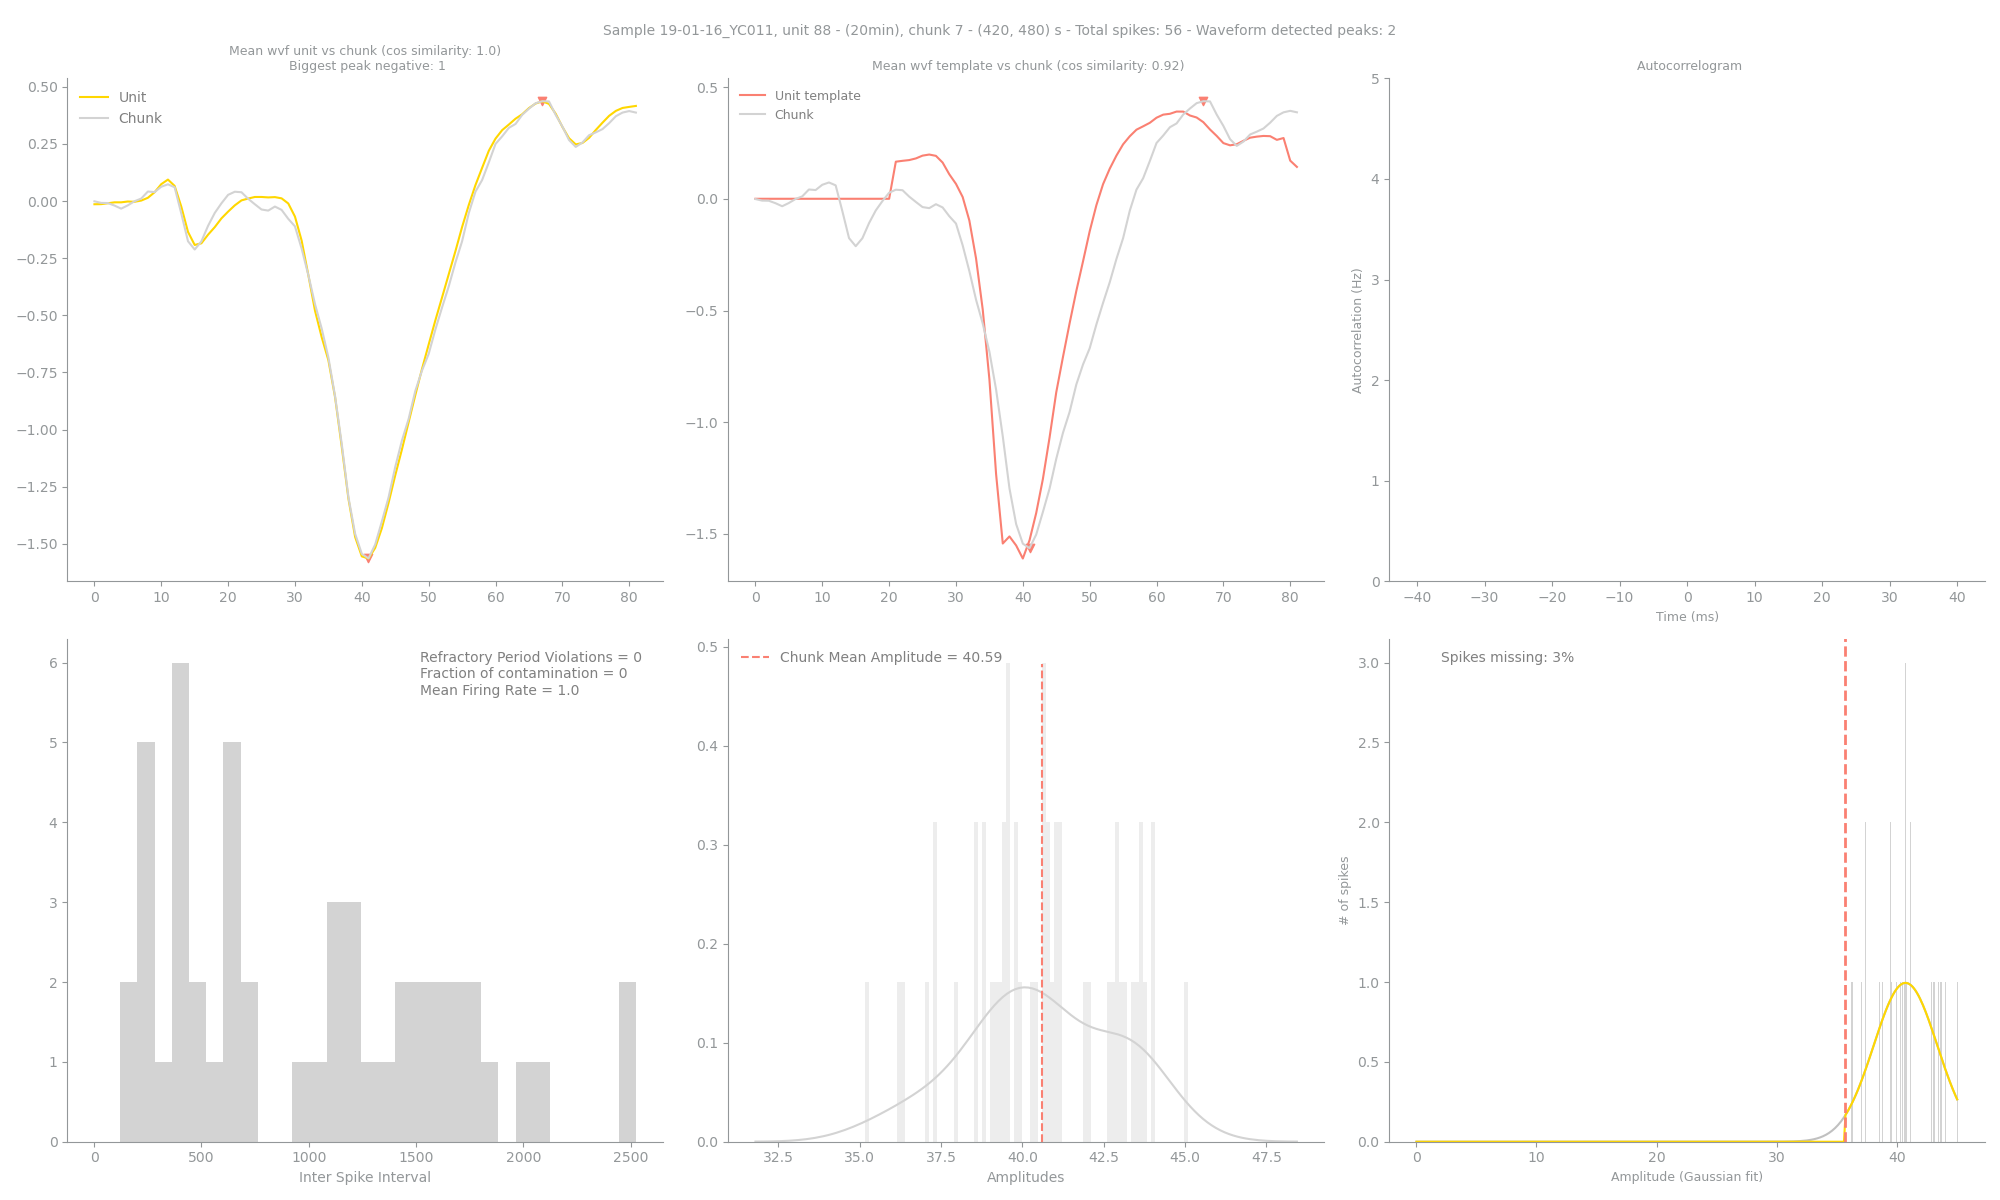 Sample 19-01-16_YC011, unit 88 - (20min), chunk 7 - (420, 480) s - Total spikes: 56 - Waveform detected peaks: 2
Mean wvf unit vs chunk (cos similarity: 1.0)
Biggest peak negative: 1
Unit
Chunk
0.50
0.25
0.00
−0.25
−0.50
−0.75
−1.00
−1.25
−1.50
0 10 20 30 40 50 60 70 80
Mean wvf template vs chunk (cos similarity: 0.92)
Unit template
Chunk
0.5
0.0
−0.5
−1.0
−1.5
0 10 20 30 40 50 60 70 80
Autocorrelogram
Autocorrelation (Hz)
5
4
3
2
1
0
−40 −30 −20 −10 0 10 20 30 40
Time (ms)
Refractory Period Violations = 0
Fraction of contamination = 0
Mean Firing Rate = 1.0
6
5
4
3
2
1
0
0 500 1000 1500 2000 2500
Inter Spike Interval
Chunk Mean Amplitude = 40.59
0.5
0.4
0.3
0.2
0.1
0.0
32.5 35.0 37.5 40.0 42.5 45.0 47.5
Amplitudes
Spikes missing: 3%
# of spikes
3.0
2.5
2.0
1.5
1.0
0.5
0.0
0 10 20 30 40
Amplitude (Gaussian fit)